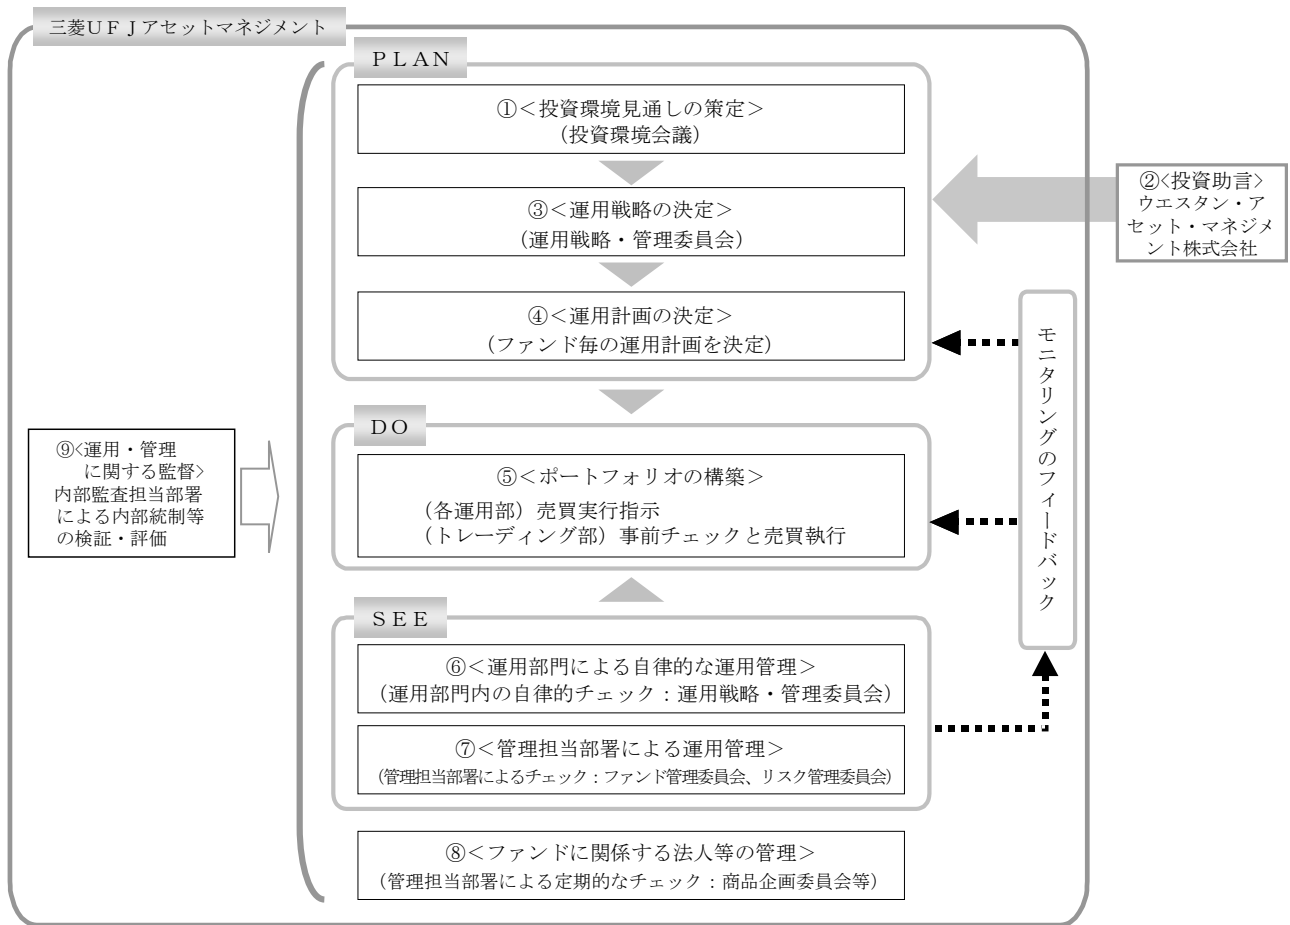 三菱ＵＦＪアセットマネジメント
ＰＬＡＮ
①＜投資環境見通しの策定＞
（投資環境会議）
②<投資助言>
ウエスタン・ア
セット・マネジメ
ント株式会社
③＜運用戦略の決定＞
（運用戦略・管理委員会）
④＜運用計画の決定＞
（ファンド毎の運用計画を決定）
モニタリングのフィードバック
ＤＯ
⑤＜ポートフォリオの構築＞
（各運用部）売買実行指示
（トレーディング部）事前チェックと売買執行
⑨<運用・管理
に関する監督>
内部監査担当部署
による内部統制等
の検証・評価
ＳＥＥ
⑥＜運用部門による自律的な運用管理＞
（運用部門内の自律的チェック：運用戦略・管理委員会）
⑦＜管理担当部署による運用管理＞
（管理担当部署によるチェック：ファンド管理委員会、リスク管理委員会）
⑧＜ファンドに関係する法人等の管理＞
（管理担当部署による定期的なチェック：商品企画委員会等）